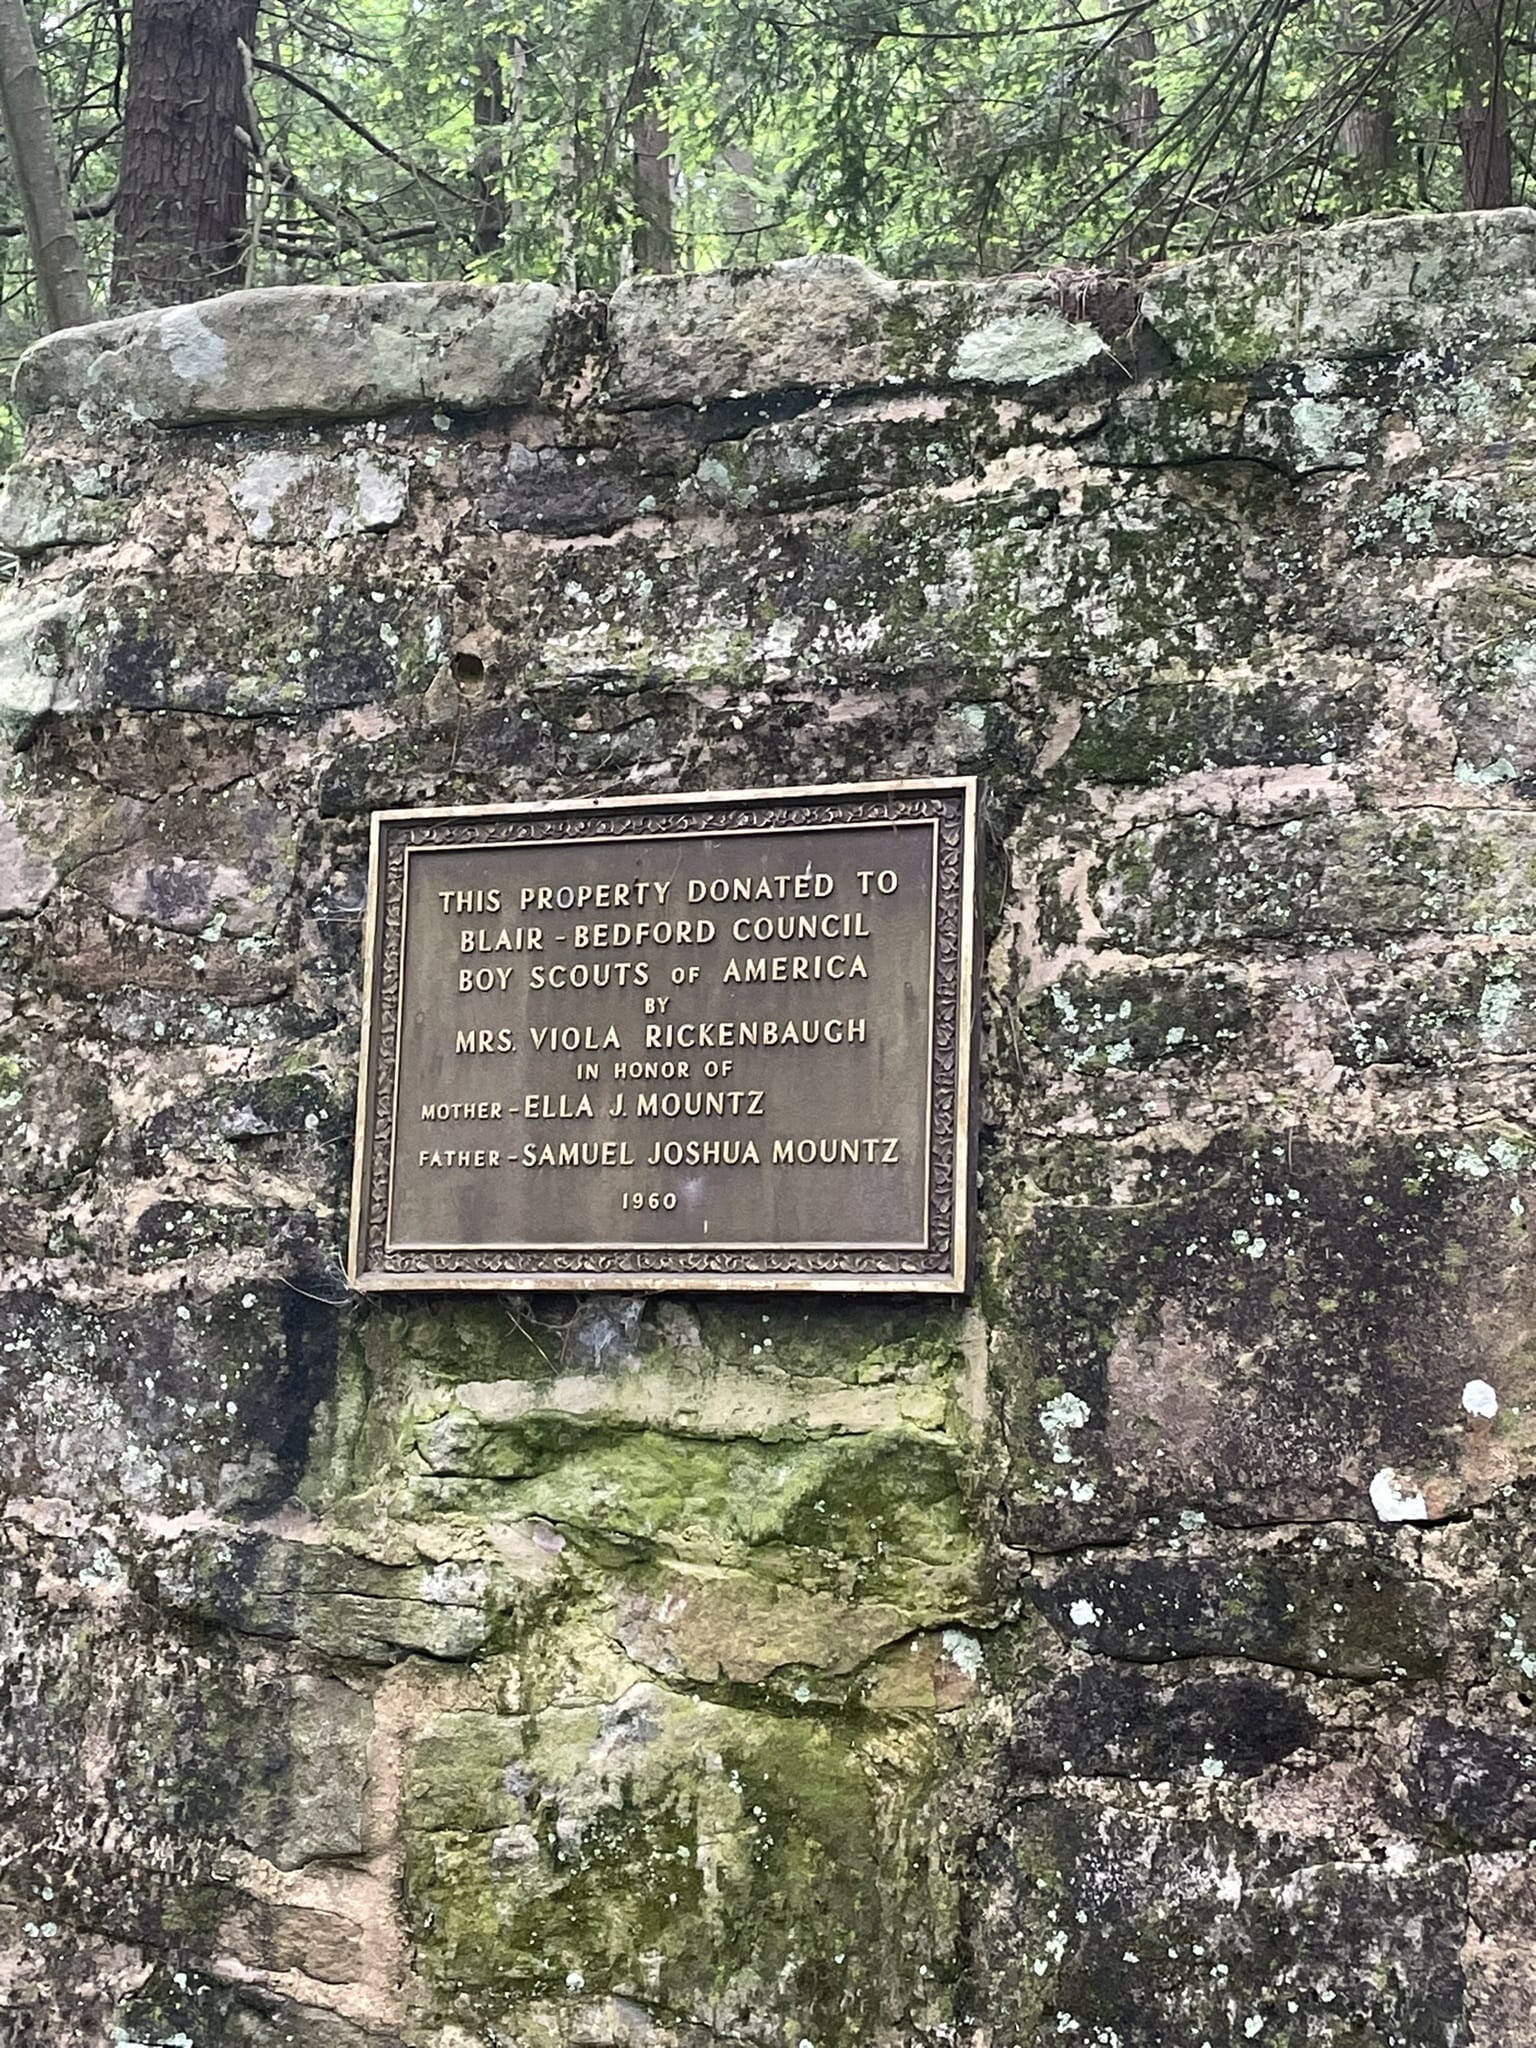 THIS PROPERTY DONATED TO
BLAIR - BEDFORD COUNCIL
BOY SCOUTS OF AMERICA
BY
MRS. VIOLA RICKENBAUGH
IN HONOR OF
MOTHER - ELLA J. MOUNTZ
FATHER - SAMUEL JOSHUA MOUNTZ
1960